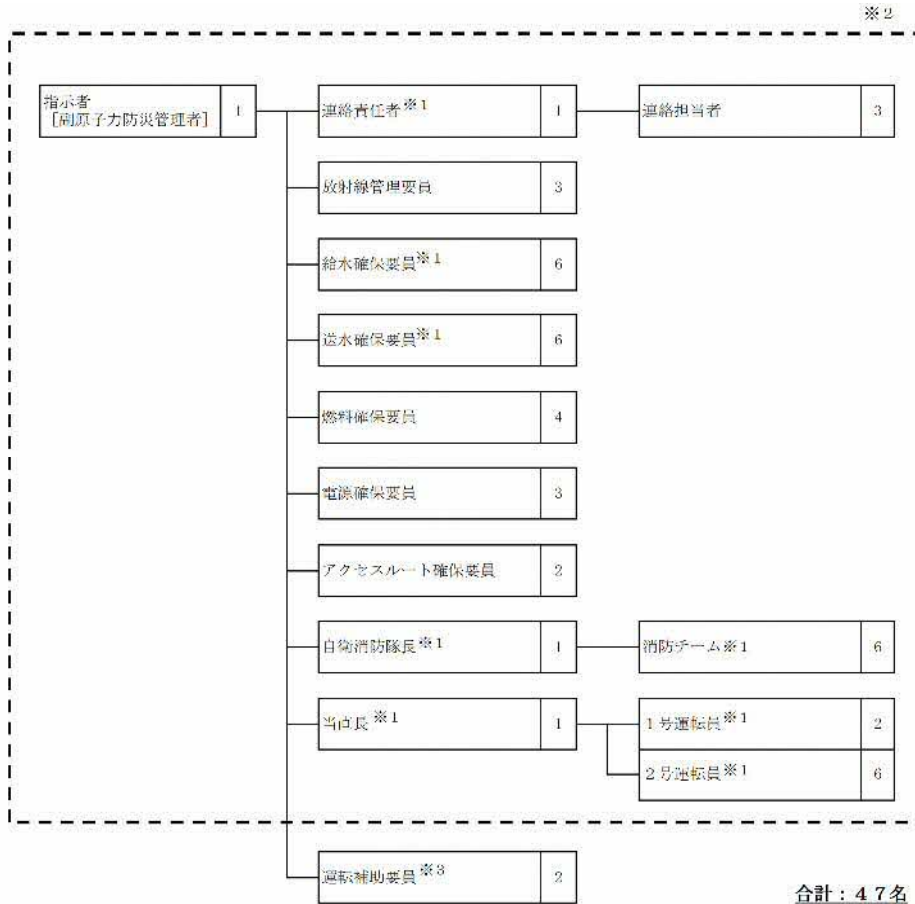 ※2
指示者
［副原子力防災管理者］
1
連絡責任者※1
1
連絡担当者
3
放射線管理要員
3
給水確保要員※1
6
送水確保要員※1
6
燃料確保要員
4
電源確保要員
3
アクセスルート確保要員
2
自衛消防隊長※1
1
消防チーム※1
6
当直長※1
1
1号運転員※1
2
2号運転員※1
6
運転補助要員※3
2
合計：47名